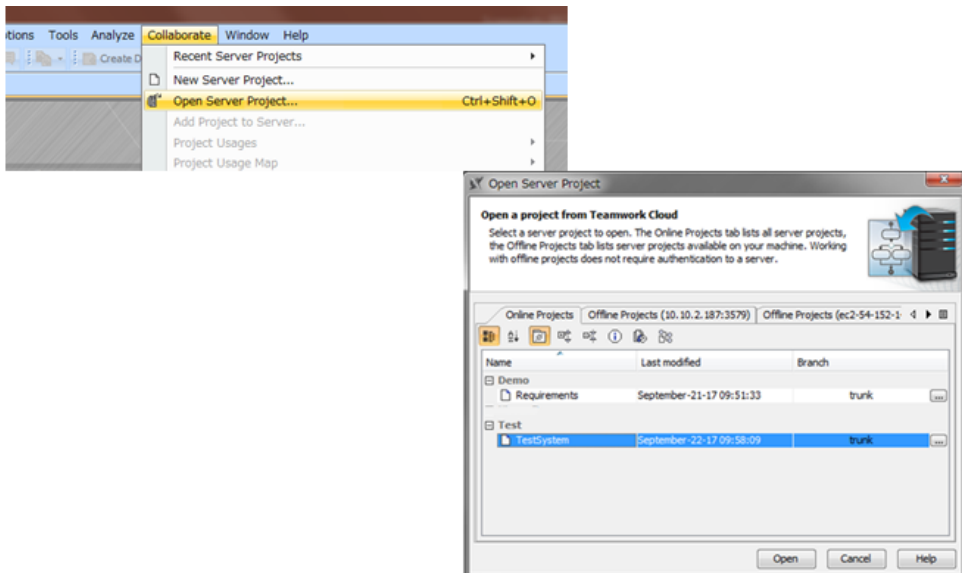 Tools Analyze Collaborate Window Help
Create D
Recent Server Projects
New Server Project...
Open Server Project... Ctrl+Shift+O
Add Project to Server...
Project Usages
Project Usage Map
Open Server Project
Open a project from Teamwork Cloud
Select a server project to open. The Online Projects tab lists all server projects,
the Offline Projects tab lists server projects available on your machine. Working
with offline projects does not require authentication to a server.
Online Projects Offline Projects (10.10.2.187:3579) Offline Projects (ec2-54-152-1
Name Last modified Branch
Demo
Requirements September-21-17 09:51:33 trunk ...
Test
TestSystem September-22-17 09:58:09 trunk ...
Open Cancel Help